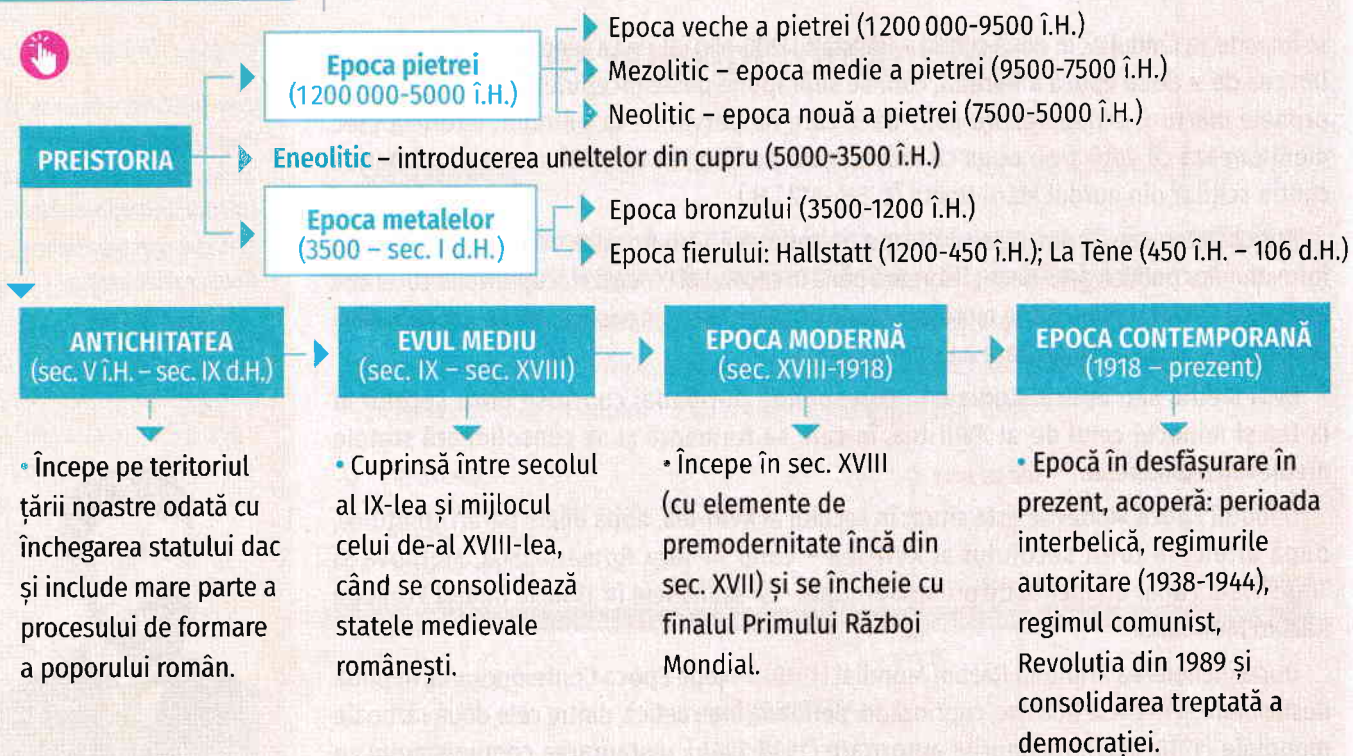 Epoca pietrei
(1200 000-5000 î.H.)
Epoca veche a pietrei (1200 000-9500 î.H.)
Mezolitic – epoca medie a pietrei (9500-7500 î.H.)
Neolitic – epoca nouă a pietrei (7500-5000 î.H.)
PREISTORIA
Eneolitic – introducerea uneltelor din cupru (5000-3500 î.H.)
Epoca metalelor
(3500 – sec. I d.H.)
Epoca bronzului (3500-1200 î.H.)
Epoca fierului: Hallstatt (1200-450 î.H.); La Tène (450 î.H. – 106 d.H.)
ANTICHITATEA
(sec. V î.H. – sec. IX d.H.)
• Începe pe teritoriul
țării noastre odată cu
închegarea statului dac
și include mare parte a
procesului de formare
a poporului român.
EVUL MEDIU
(sec. IX – sec. XVIII)
• Cuprinsă între secolul
al IX-lea și mijlocul
celui de-al XVIII-lea,
când se consolidează
statele medievale
românești.
EPOCA MODERNĂ
(sec. XVIII-1918)
• Începe în sec. XVIII
(cu elemente de
premodernitate încă din
sec. XVII) și se încheie cu
finalul Primului Război
Mondial.
EPOCA CONTEMPORANĂ
(1918 – prezent)
• Epocă în desfășurare în
prezent, acoperă: perioada
interbelică, regimurile
autoritare (1938-1944),
regimul comunist,
Revoluția din 1989 și
consolidarea treptată a
democrației.